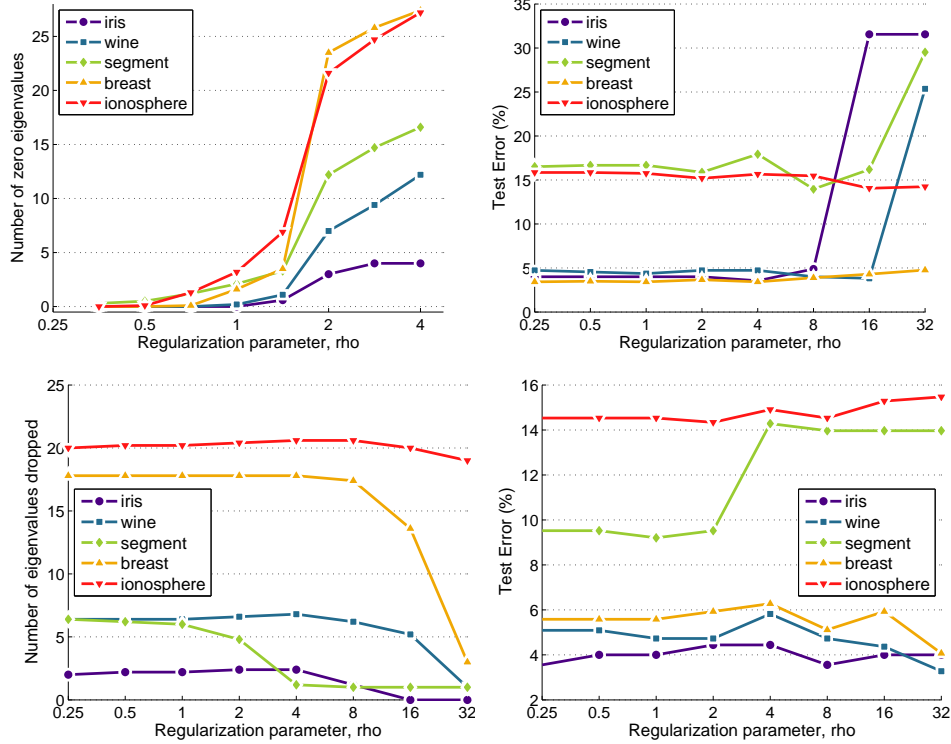 25
20
15
10
5
0
Number of zero eigenvalues
iris
wine
segment
breast
ionosphere
0.25 0.5 1 2 4
Regularization parameter, rho
35
30
25
20
15
10
5
0
Test Error (%)
iris
wine
segment
breast
ionosphere
0.25 0.5 1 2 4 8 16 32
Regularization parameter, rho
25
20
15
10
5
0
Number of eigenvalues dropped
iris
wine
segment
breast
ionosphere
0.25 0.5 1 2 4 8 16 32
Regularization parameter, rho
16
14
12
10
8
6
4
2
Test Error (%)
iris
wine
segment
breast
ionosphere
0.25 0.5 1 2 4 8 16 32
Regularization parameter, rho